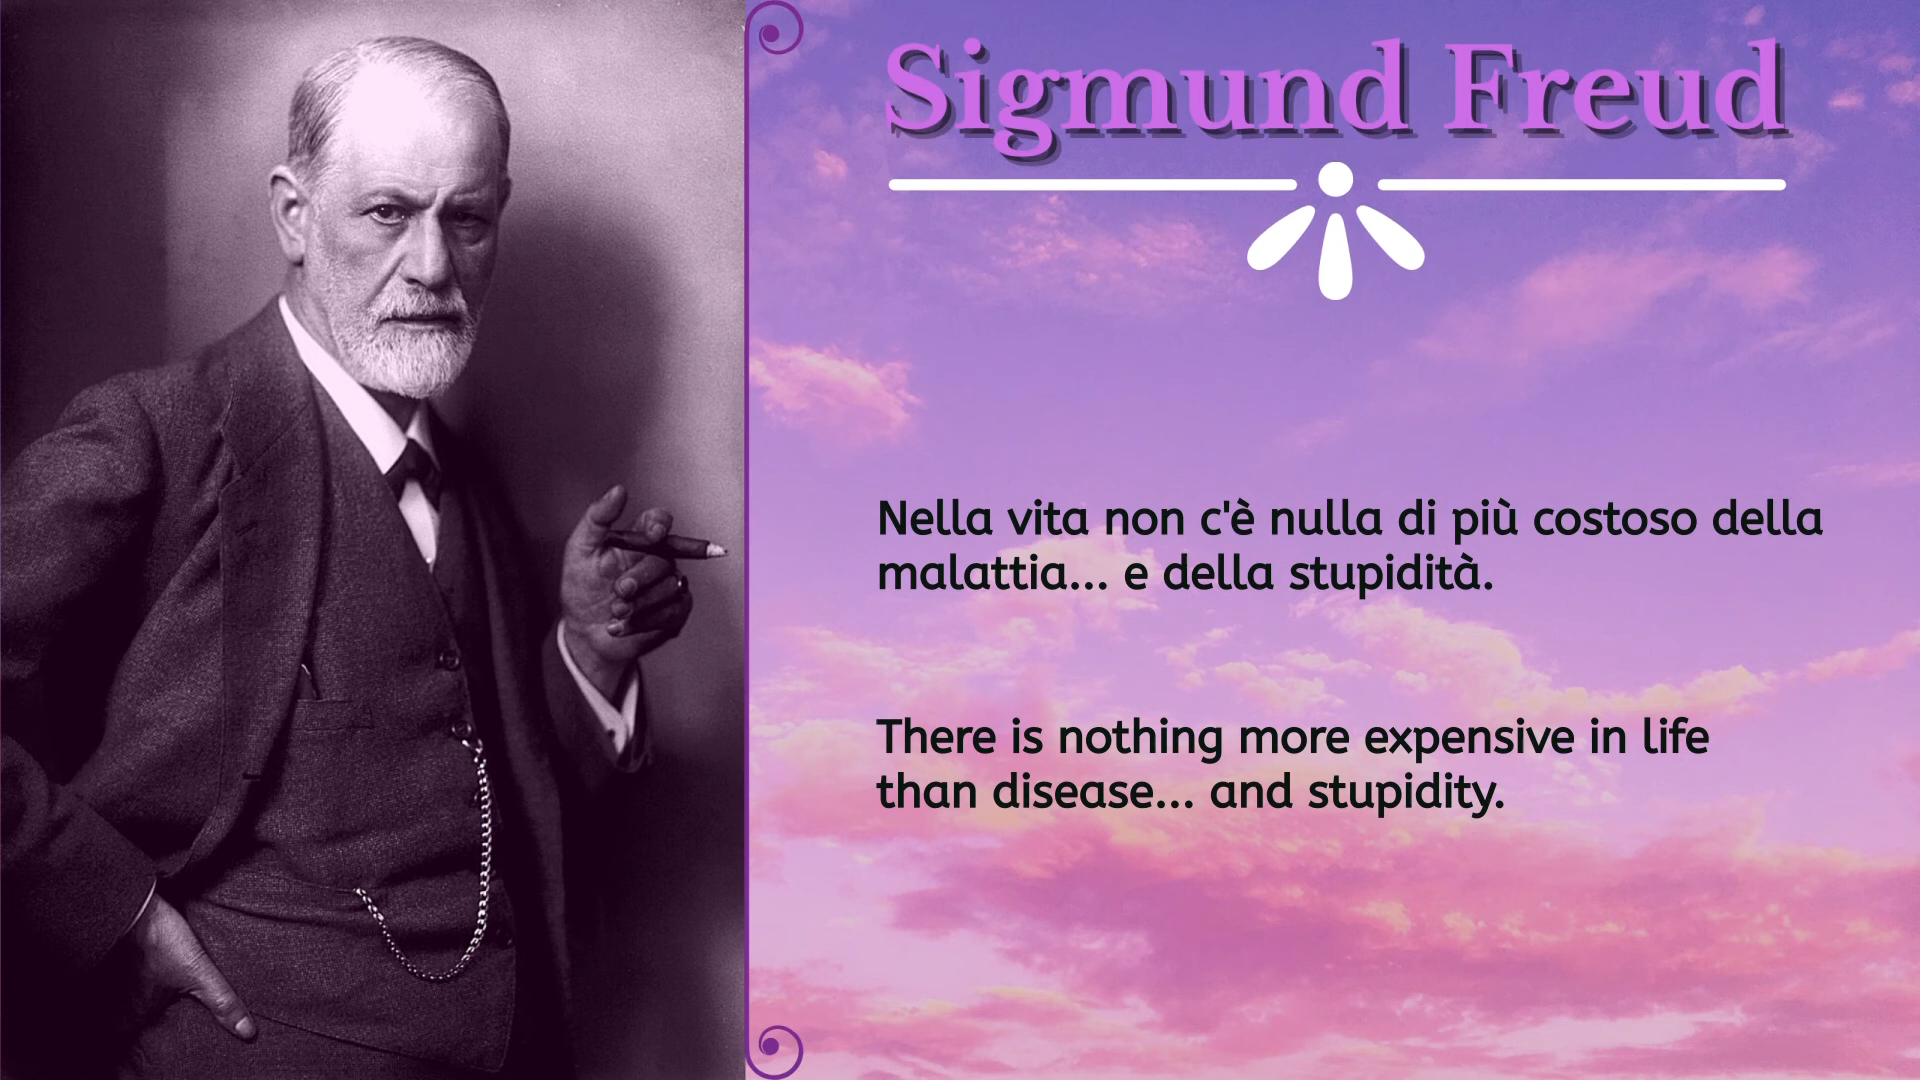 Sigmund Freud
Nella vita non c'è nulla di più costoso della
malattia... e della stupidità.
There is nothing more expensive in life
than disease... and stupidity.